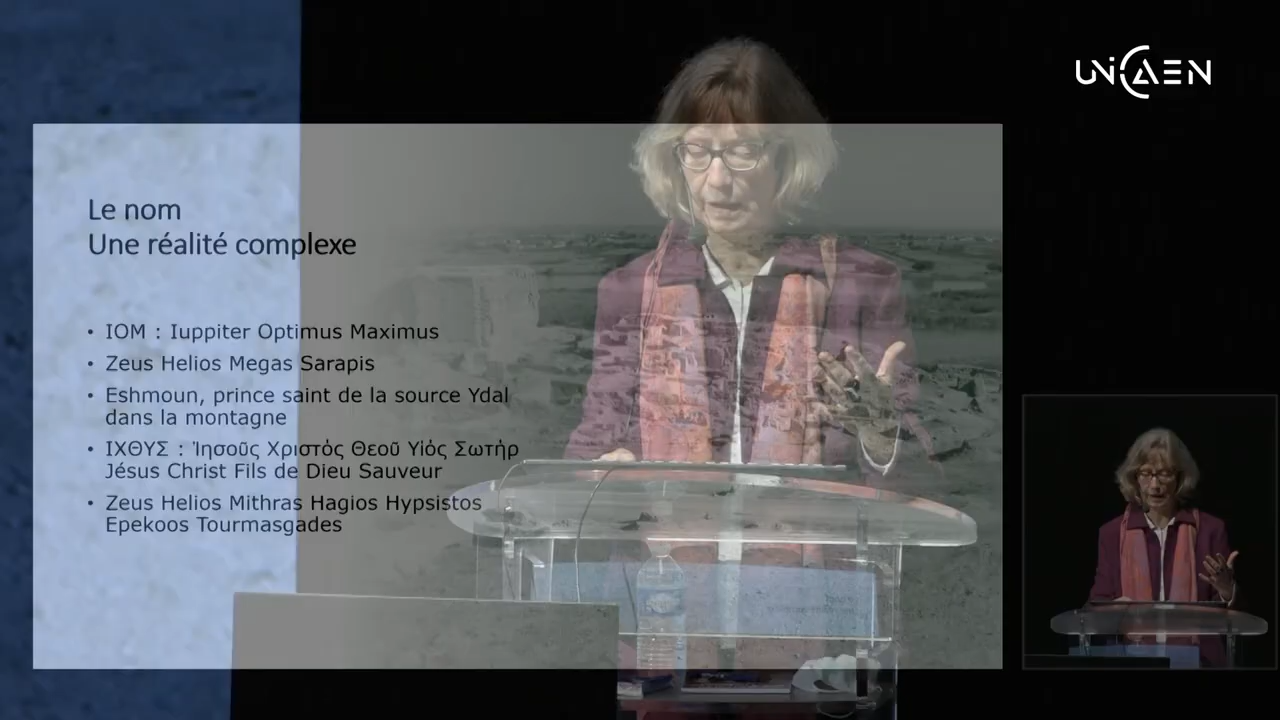 UNICAEN
Le nom
Une réalité complexe
• IOM : Iuppiter Optimus Maximus
• Zeus Helios Megas Sarapis
• Eshmoun, prince saint de la source Ydal
dans la montagne
• ΙΧΘΥΣ : Ἰησοῦς Χριστός Θεοῦ Υἱός Σωτήρ
Jésus Christ Fils de Dieu Sauveur
• Zeus Helios Mithras Hagios Hypsistos
Epekoos Tourmasgades